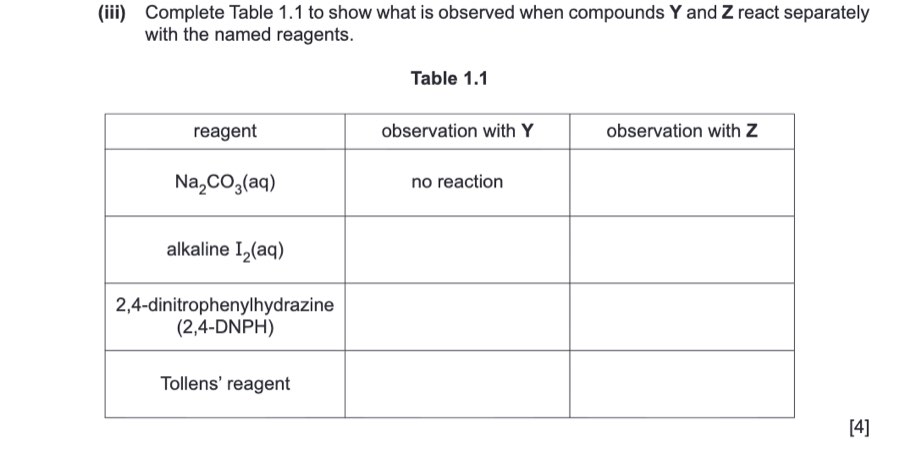 (iii) Complete Table 1.1 to show what is observed when compounds Y and Z react separately
with the named reagents.
Table 1.1
reagent observation with Y observation with Z
Na₂CO₃(aq) no reaction
alkaline I₂(aq)
2,4-dinitrophenylhydrazine
(2,4-DNPH)
Tollens' reagent
[4]